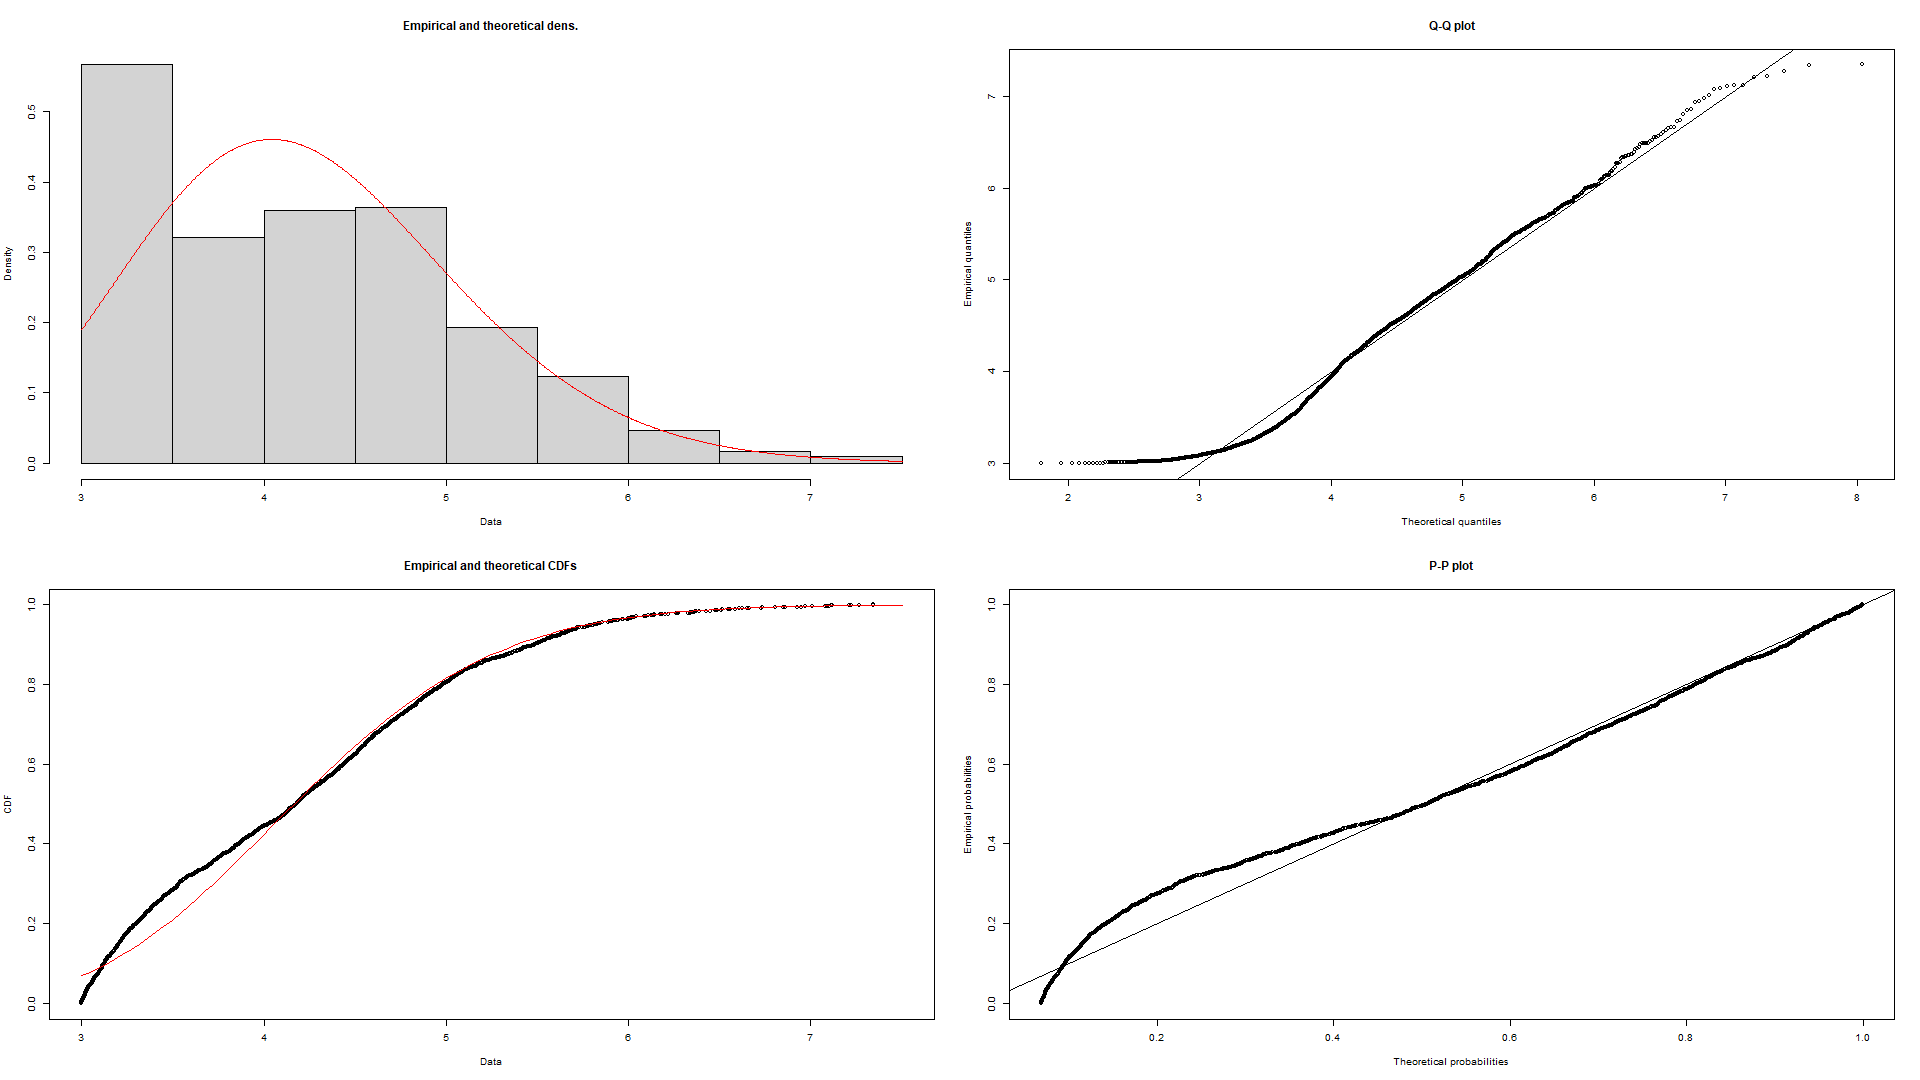 Empirical and theoretical dens.
Density
0.0 0.1 0.2 0.3 0.4 0.5
3 4 5 6 7
Data
Q-Q plot
Empirical quantiles
3 4 5 6 7
2 3 4 5 6 7 8
Theoretical quantiles
Empirical and theoretical CDFs
CDF
0.0 0.2 0.4 0.6 0.8 1.0
3 4 5 6 7
Data
P-P plot
Empirical probabilities
0.0 0.2 0.4 0.6 0.8 1.0
0.2 0.4 0.6 0.8 1.0
Theoretical probabilities